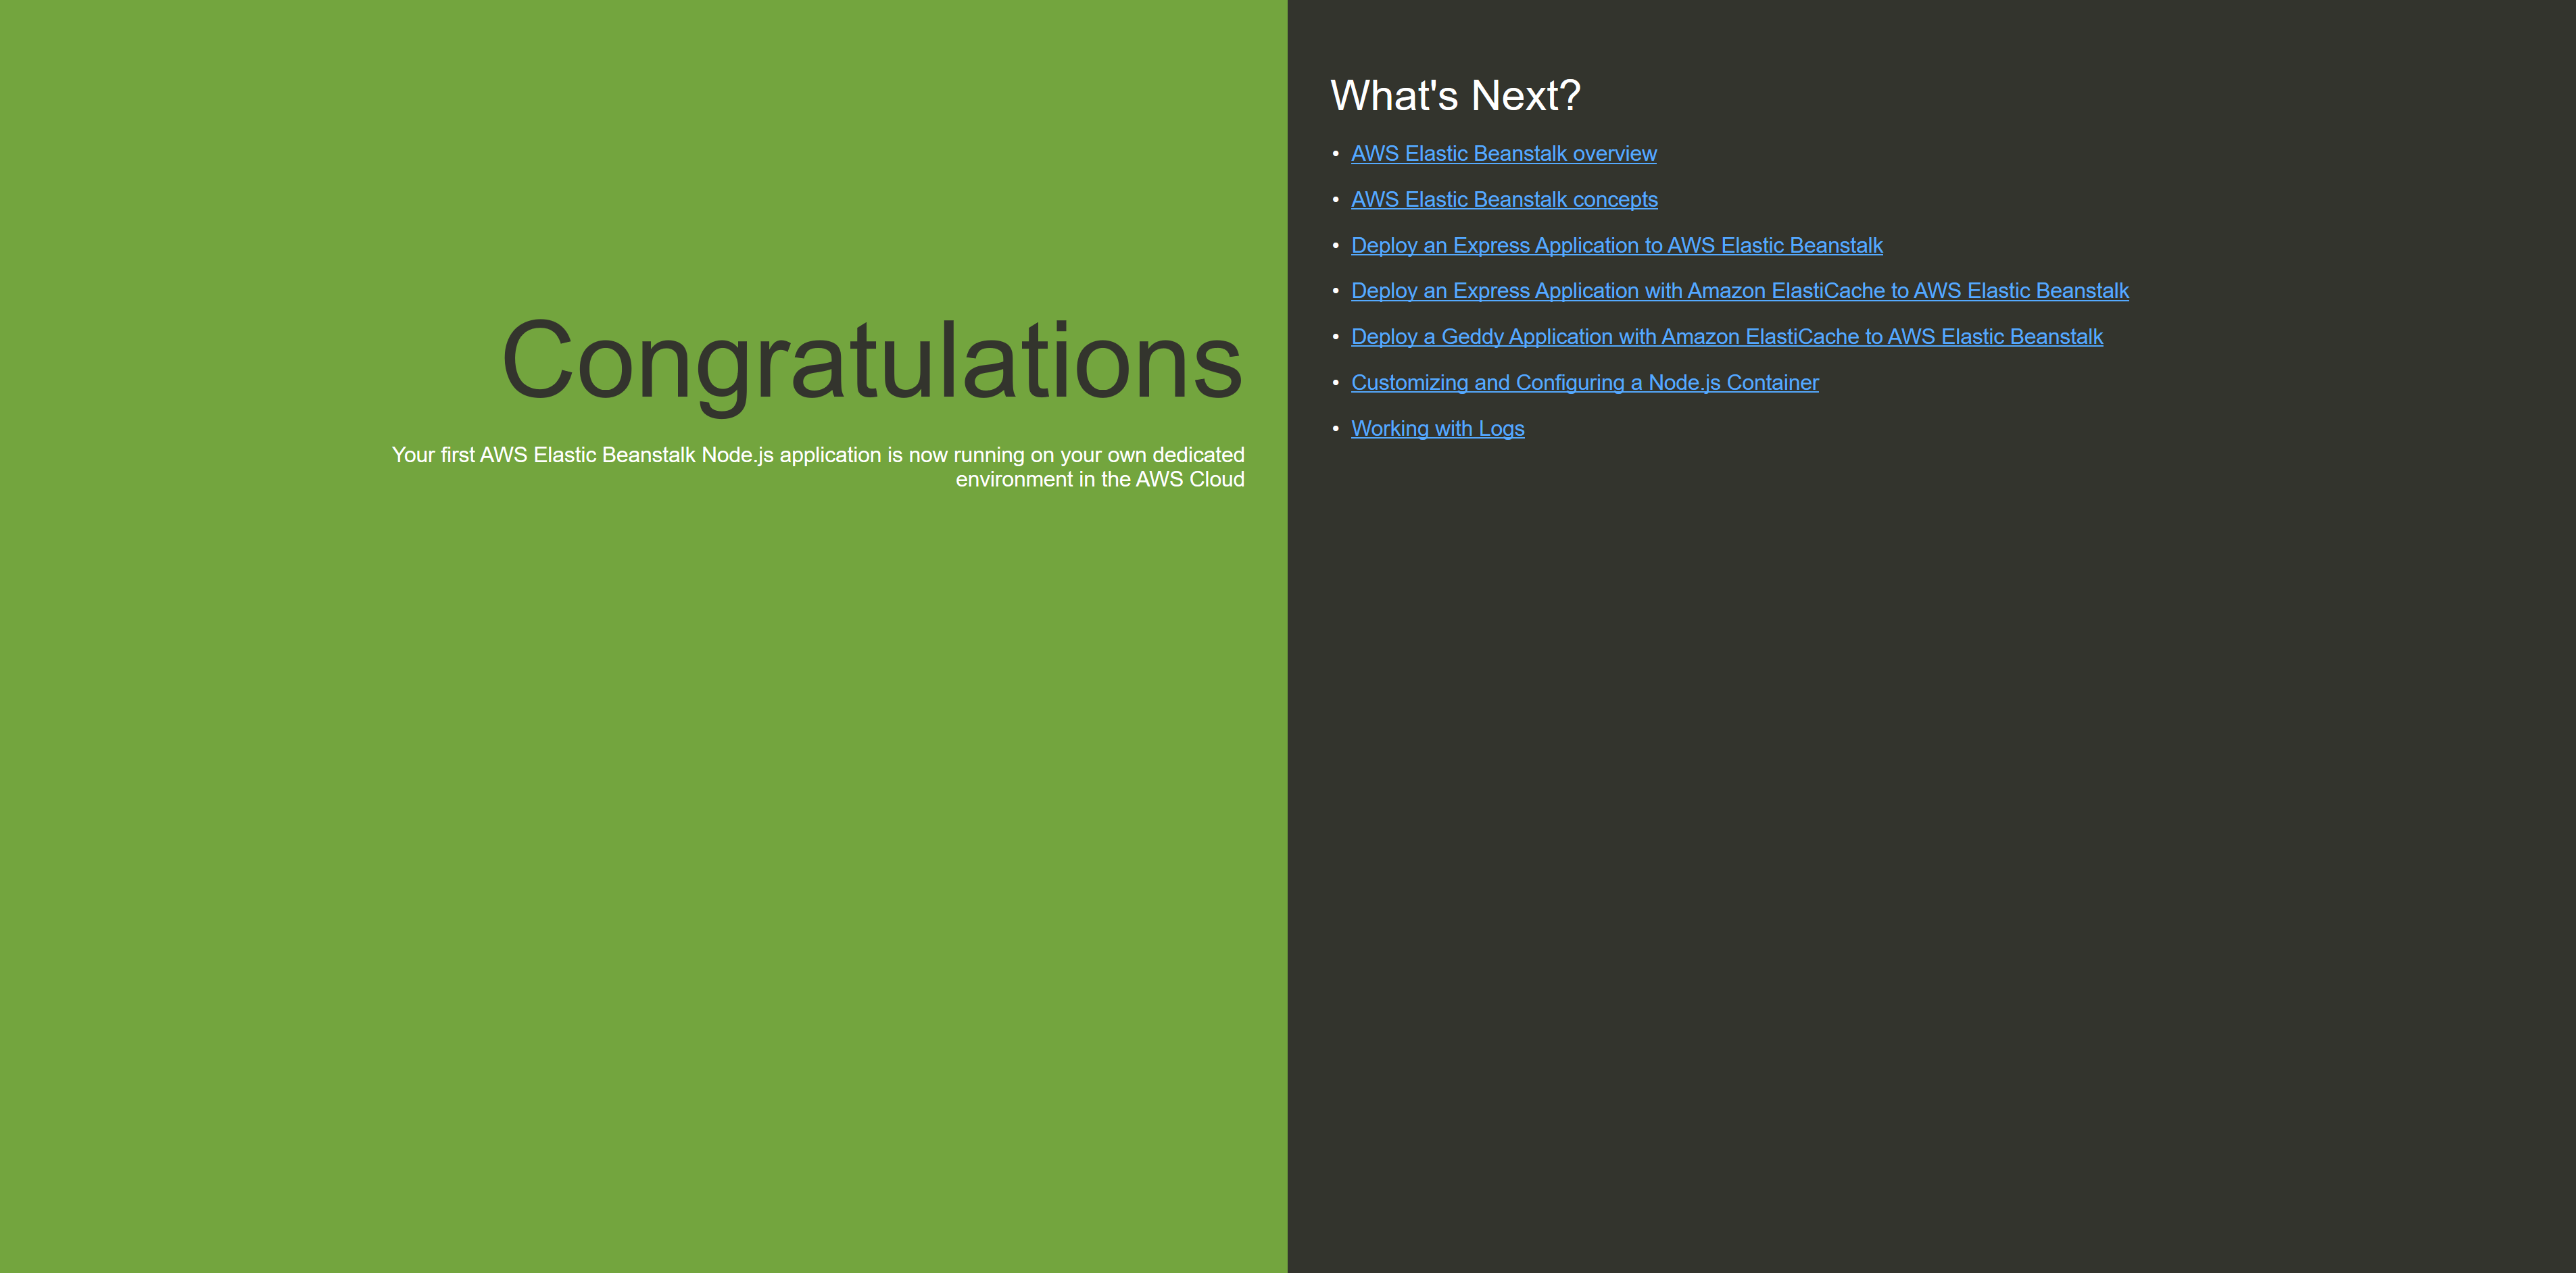 Congratulations
Your first AWS Elastic Beanstalk Node.js application is now running on your own dedicated
environment in the AWS Cloud
What's Next?
• AWS Elastic Beanstalk overview
• AWS Elastic Beanstalk concepts
• Deploy an Express Application to AWS Elastic Beanstalk
• Deploy an Express Application with Amazon ElastiCache to AWS Elastic Beanstalk
• Deploy a Geddy Application with Amazon ElastiCache to AWS Elastic Beanstalk
• Customizing and Configuring a Node.js Container
• Working with Logs